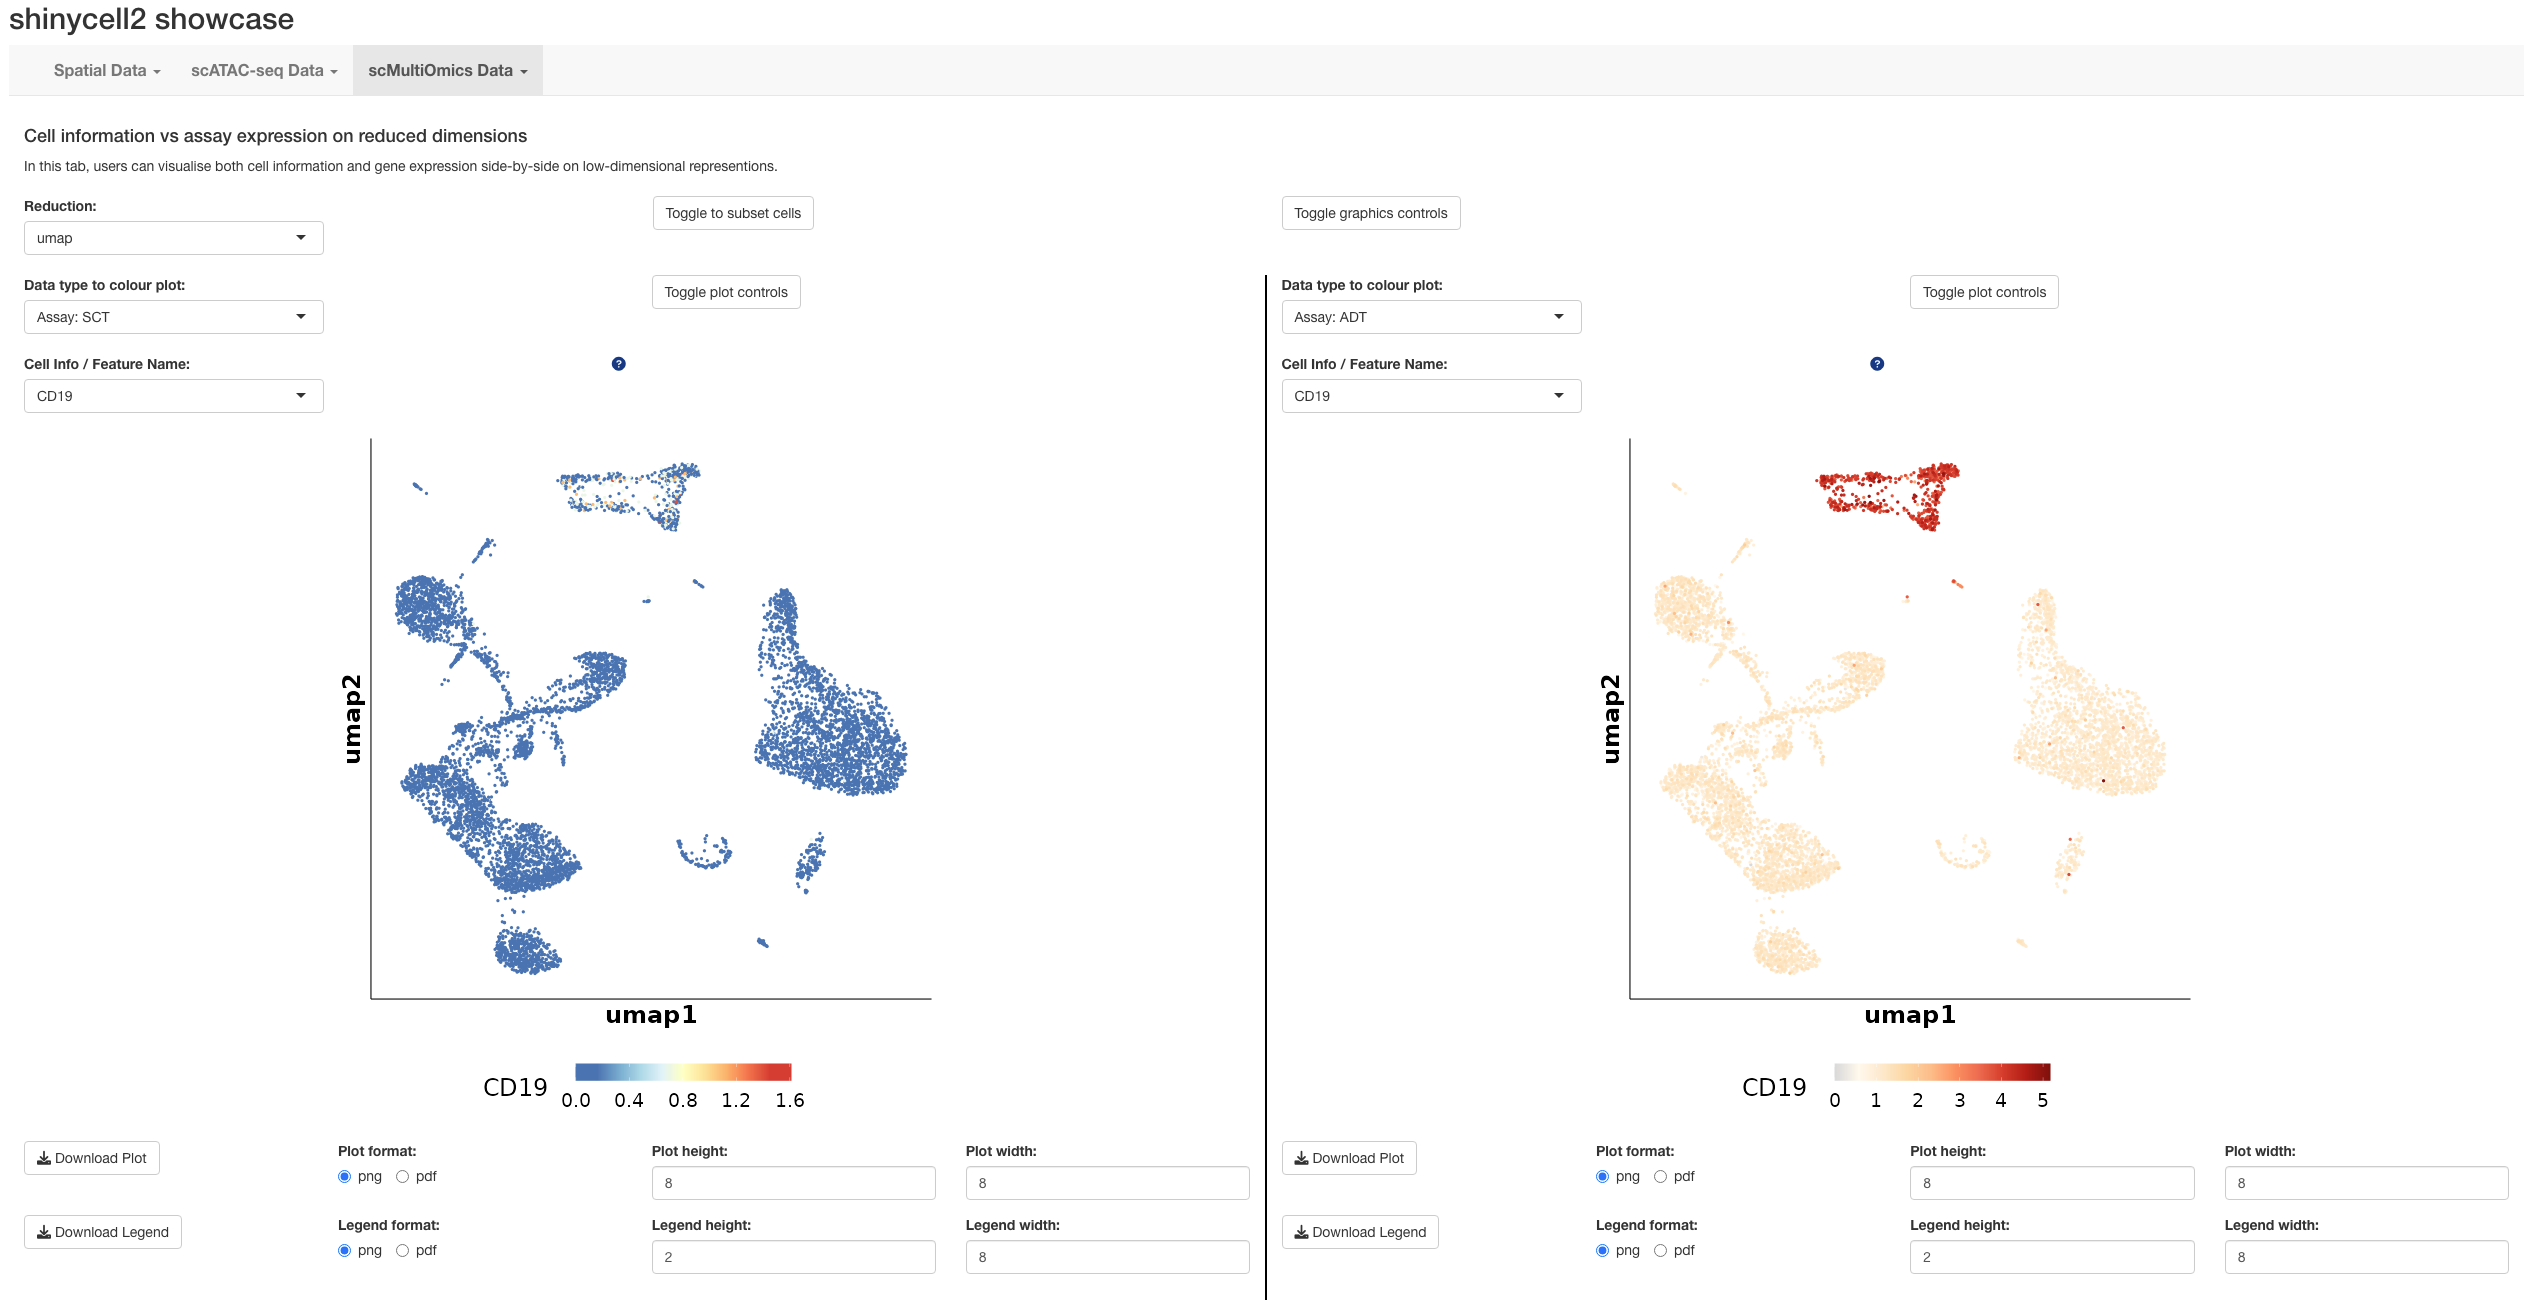 shinycell2 showcase
Spatial Data scATAC-seq Data scMultiOmics Data
Cell information vs assay expression on reduced dimensions
In this tab, users can visualise both cell information and gene expression side-by-side on low-dimensional representions.
Reduction:
umap
Toggle to subset cells
Toggle graphics controls
Data type to colour plot:
Assay: SCT
Toggle plot controls
Cell Info / Feature Name:
?
CD19
umap2
umap1
CD19
0.0 0.4 0.8 1.2 1.6
Download Plot
Plot format:
png pdf
Plot height:
8
Plot width:
8
Download Legend
Legend format:
png pdf
Legend height:
2
Legend width:
8
Data type to colour plot:
Assay: ADT
Toggle plot controls
Cell Info / Feature Name:
?
CD19
umap2
umap1
CD19
0 1 2 3 4 5
Download Plot
Plot format:
png pdf
Plot height:
8
Plot width:
8
Download Legend
Legend format:
png pdf
Legend height:
2
Legend width:
8